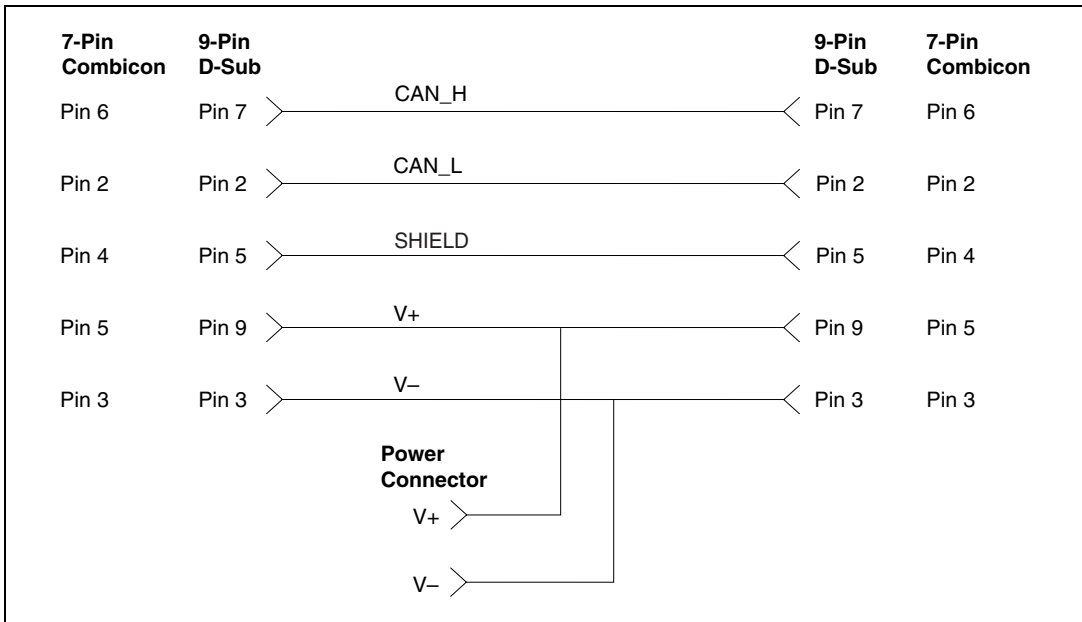 7-Pin Combicon 9-Pin D-Sub 9-Pin D-Sub 7-Pin Combicon
Pin 6 Pin 7 CAN_H Pin 7 Pin 6
Pin 2 Pin 2 CAN_L Pin 2 Pin 2
Pin 4 Pin 5 SHIELD Pin 5 Pin 4
Pin 5 Pin 9 V+ Pin 9 Pin 5
Pin 3 Pin 3 V– Pin 3 Pin 3
Power
Connector
V+
V–